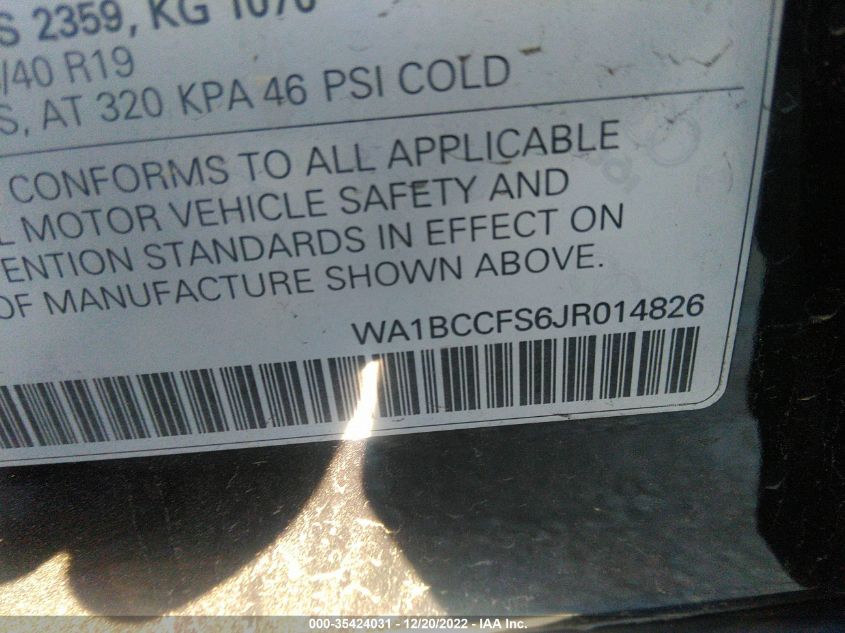 S 2359, KG 1070
/40 R19
S, AT 320 KPA 46 PSI COLD
CONFORMS TO ALL APPLICABLE
L MOTOR VEHICLE SAFETY AND
ENTION STANDARDS IN EFFECT ON
OF MANUFACTURE SHOWN ABOVE.
WA1BCCFS6JR014826
000-35424031 - 12/20/2022 - IAA Inc.